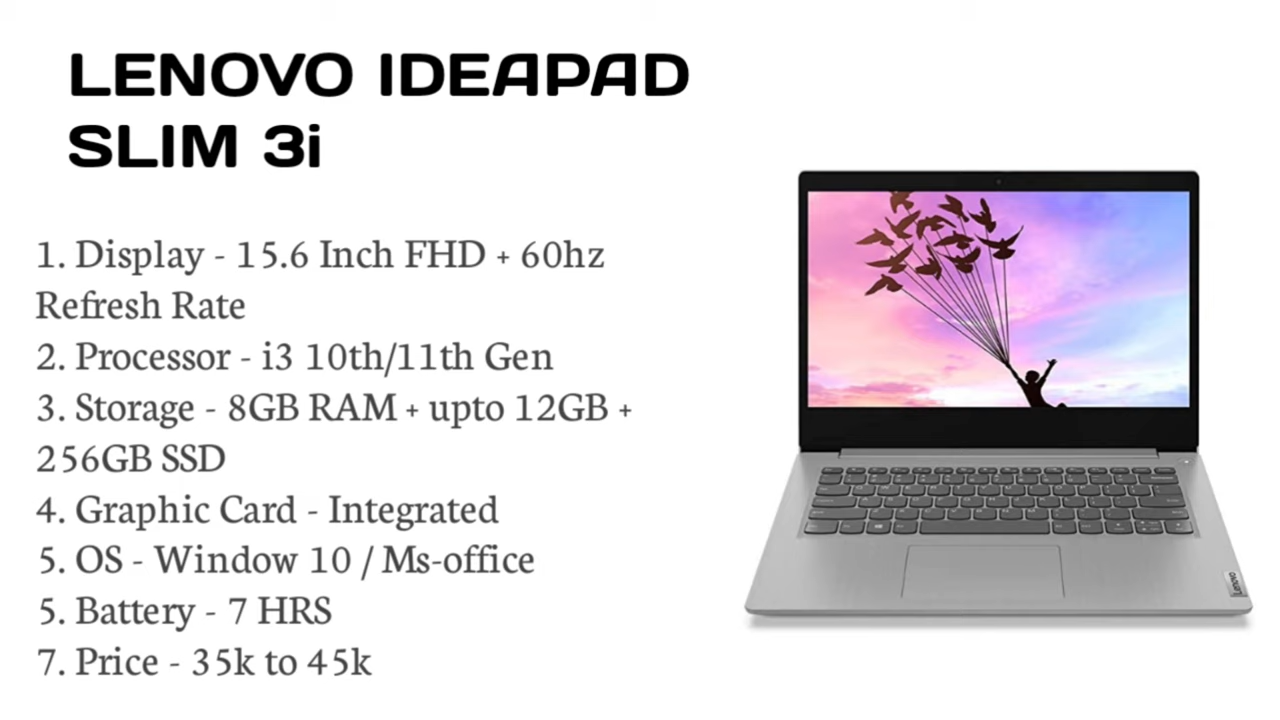 LENOVO IDEAPAD
SLIM 3i
1. Display - 15.6 Inch FHD + 60hz
Refresh Rate
2. Processor - i3 10th/11th Gen
3. Storage - 8GB RAM + upto 12GB +
256GB SSD
4. Graphic Card - Integrated
5. OS - Window 10 / Ms-office
5. Battery - 7 HRS
7. Price - 35k to 45k
Lenovo